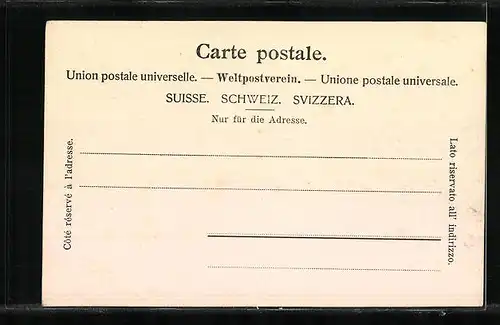 Carte postale.
Union postale universelle. — Weltpostverein. — Unione postale universale.
SUISSE. SCHWEIZ. SVIZZERA.
Nur für die Adresse.
Côté réservé à l'adresse.
Lato riservato all' indirizzo.